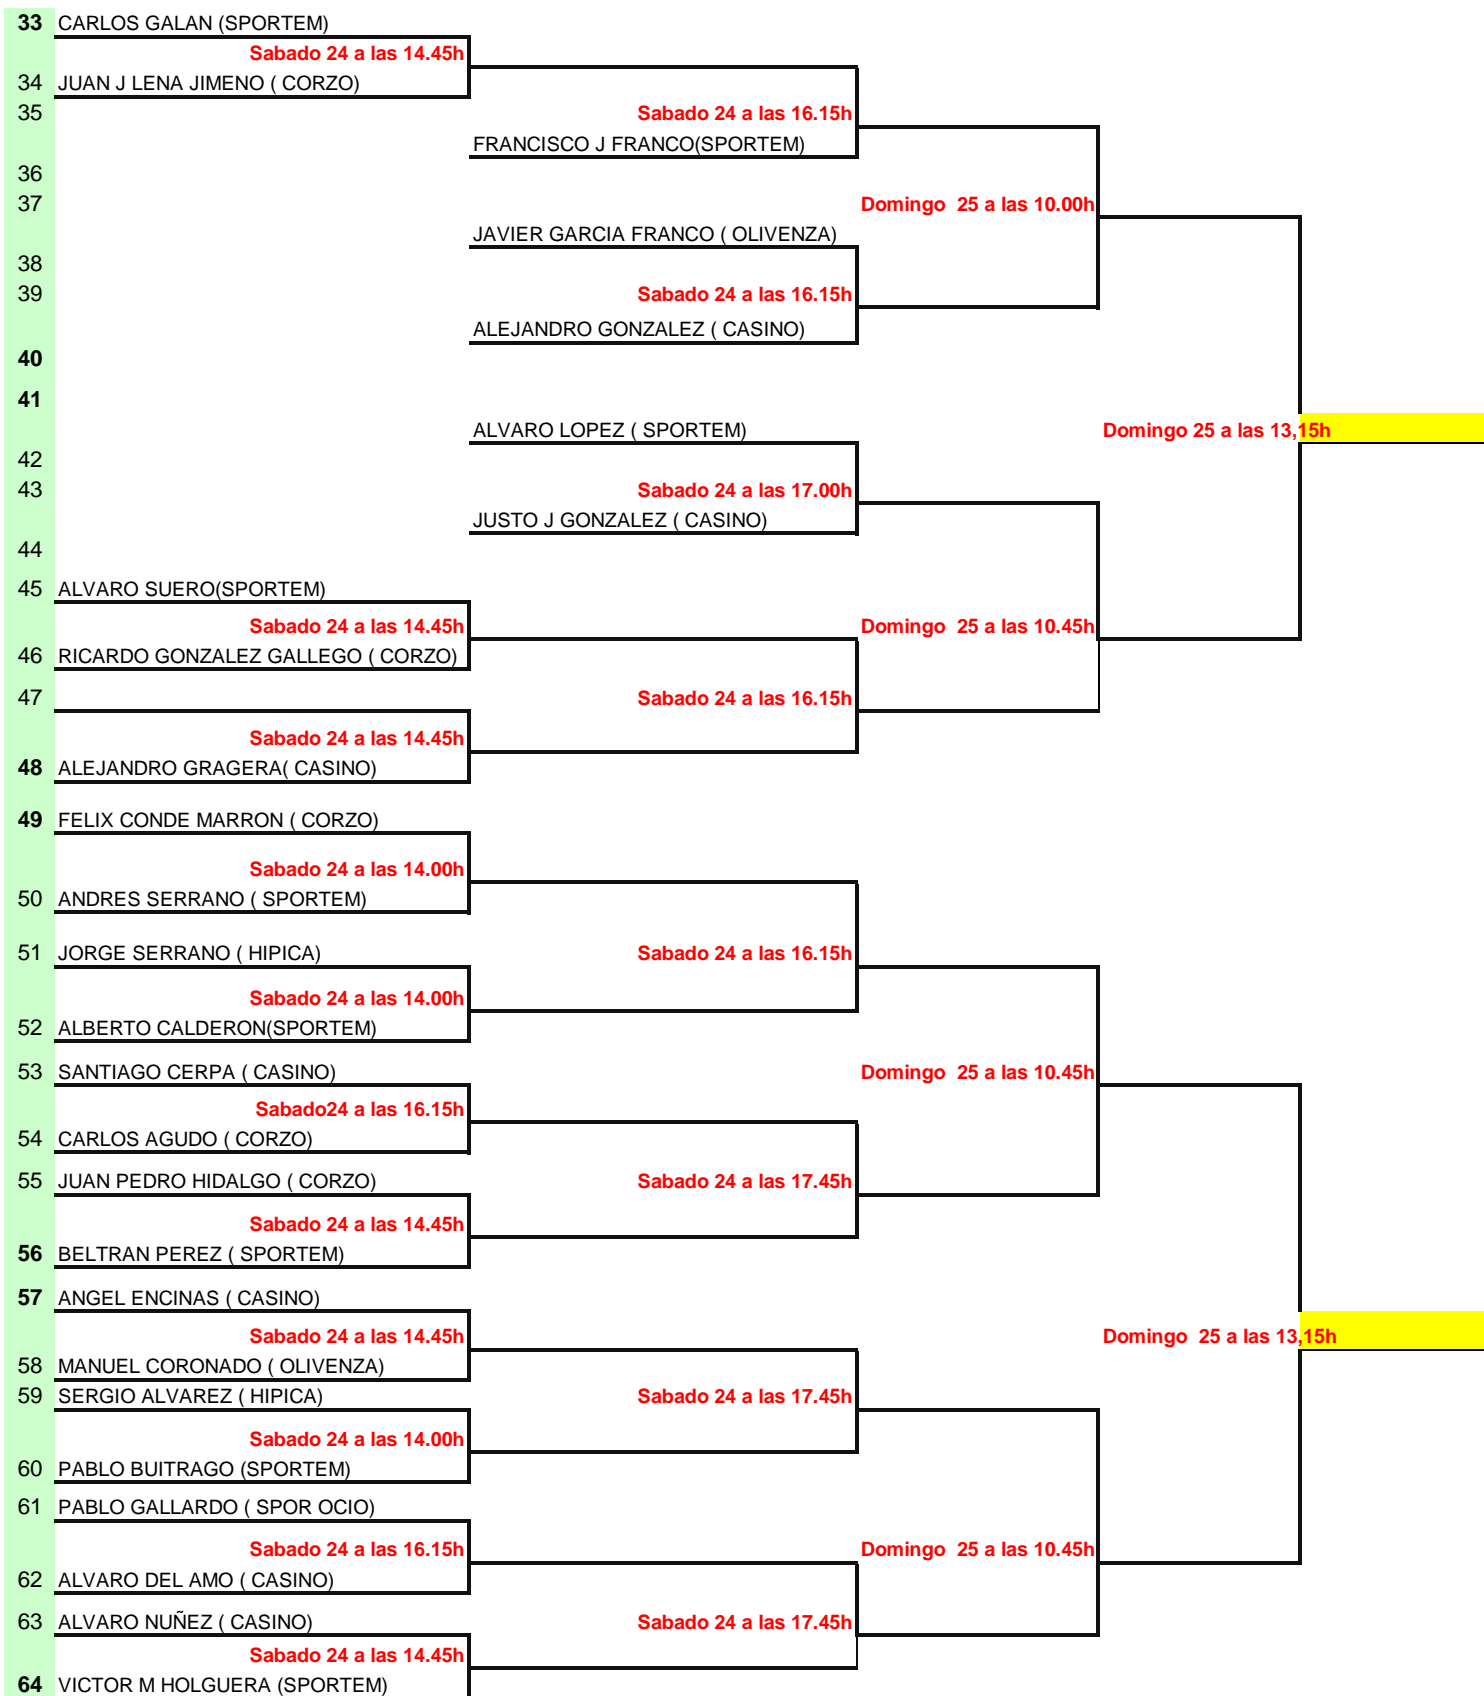 33 CARLOS GALAN (SPORTEM)
Sabado 24 a las 14.45h
34 JUAN J LENA JIMENO ( CORZO)
35 Sabado 24 a las 16.15h
FRANCISCO J FRANCO(SPORTEM)
36
37 Domingo  25 a las 10.00h
JAVIER GARCIA FRANCO ( OLIVENZA)
38
39 Sabado 24 a las 16.15h
ALEJANDRO GONZALEZ ( CASINO)
40
41
ALVARO LOPEZ ( SPORTEM) Domingo 25 a las 13,15h
42
43 Sabado 24 a las 17.00h
JUSTO J GONZALEZ ( CASINO)
44
45 ALVARO SUERO(SPORTEM)
Sabado 24 a las 14.45h Domingo  25 a las 10.45h
46 RICARDO GONZALEZ GALLEGO ( CORZO)
47 Sabado 24 a las 16.15h
Sabado 24 a las 14.45h
48 ALEJANDRO GRAGERA( CASINO)
49 FELIX CONDE MARRON ( CORZO)
Sabado 24 a las 14.00h
50 ANDRES SERRANO ( SPORTEM)
51 JORGE SERRANO ( HIPICA) Sabado 24 a las 16.15h
Sabado 24 a las 14.00h
52 ALBERTO CALDERON(SPORTEM)
53 SANTIAGO CERPA ( CASINO) Domingo  25 a las 10.45h
Sabado24 a las 16.15h
54 CARLOS AGUDO ( CORZO)
55 JUAN PEDRO HIDALGO ( CORZO) Sabado 24 a las 17.45h
Sabado 24 a las 14.45h
56 BELTRAN PEREZ ( SPORTEM)
57 ANGEL ENCINAS ( CASINO)
Sabado 24 a las 14.45h Domingo  25 a las 13,15h
58 MANUEL CORONADO ( OLIVENZA)
59 SERGIO ALVAREZ ( HIPICA) Sabado 24 a las 17.45h
Sabado 24 a las 14.00h
60 PABLO BUITRAGO (SPORTEM)
61 PABLO GALLARDO ( SPOR OCIO)
Sabado 24 a las 16.15h Domingo  25 a las 10.45h
62 ALVARO DEL AMO ( CASINO)
63 ALVARO NUÑEZ ( CASINO) Sabado 24 a las 17.45h
Sabado 24 a las 14.45h
64 VICTOR M HOLGUERA (SPORTEM)